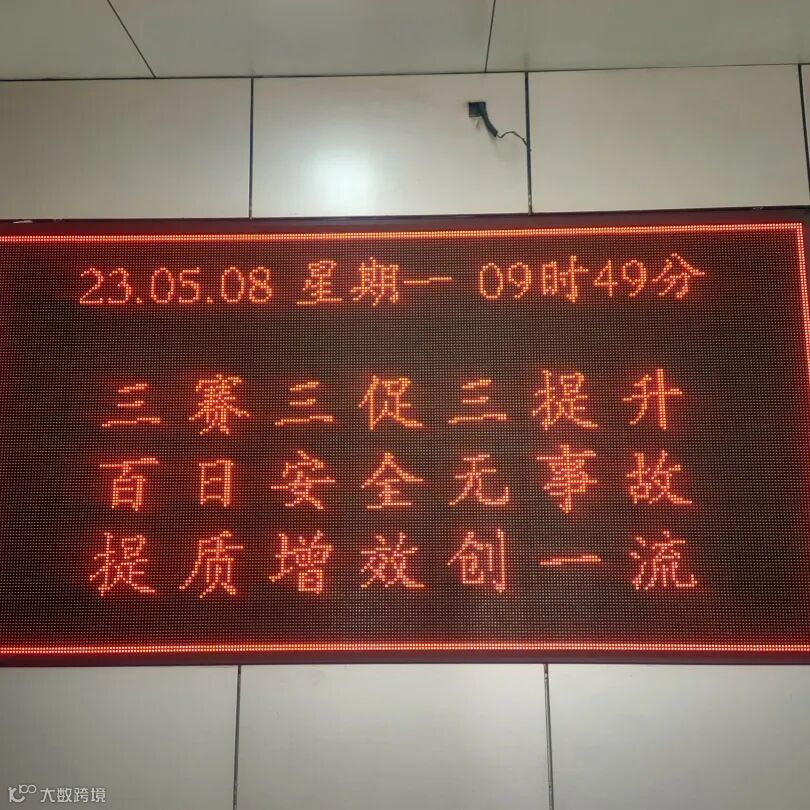 23.05.08 星期一 09时49分
三赛三促三提升
百日安全无事故
提质增效创一流
大数跨境